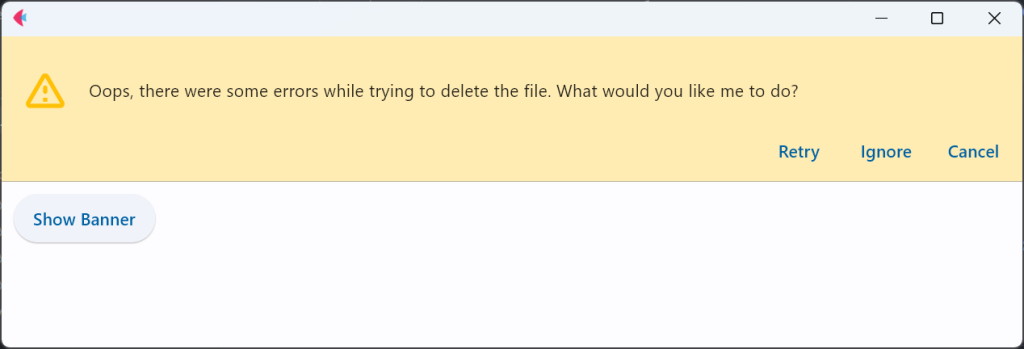 Oops, there were some errors while trying to delete the file. What would you like me to do?
Retry Ignore Cancel
Show Banner